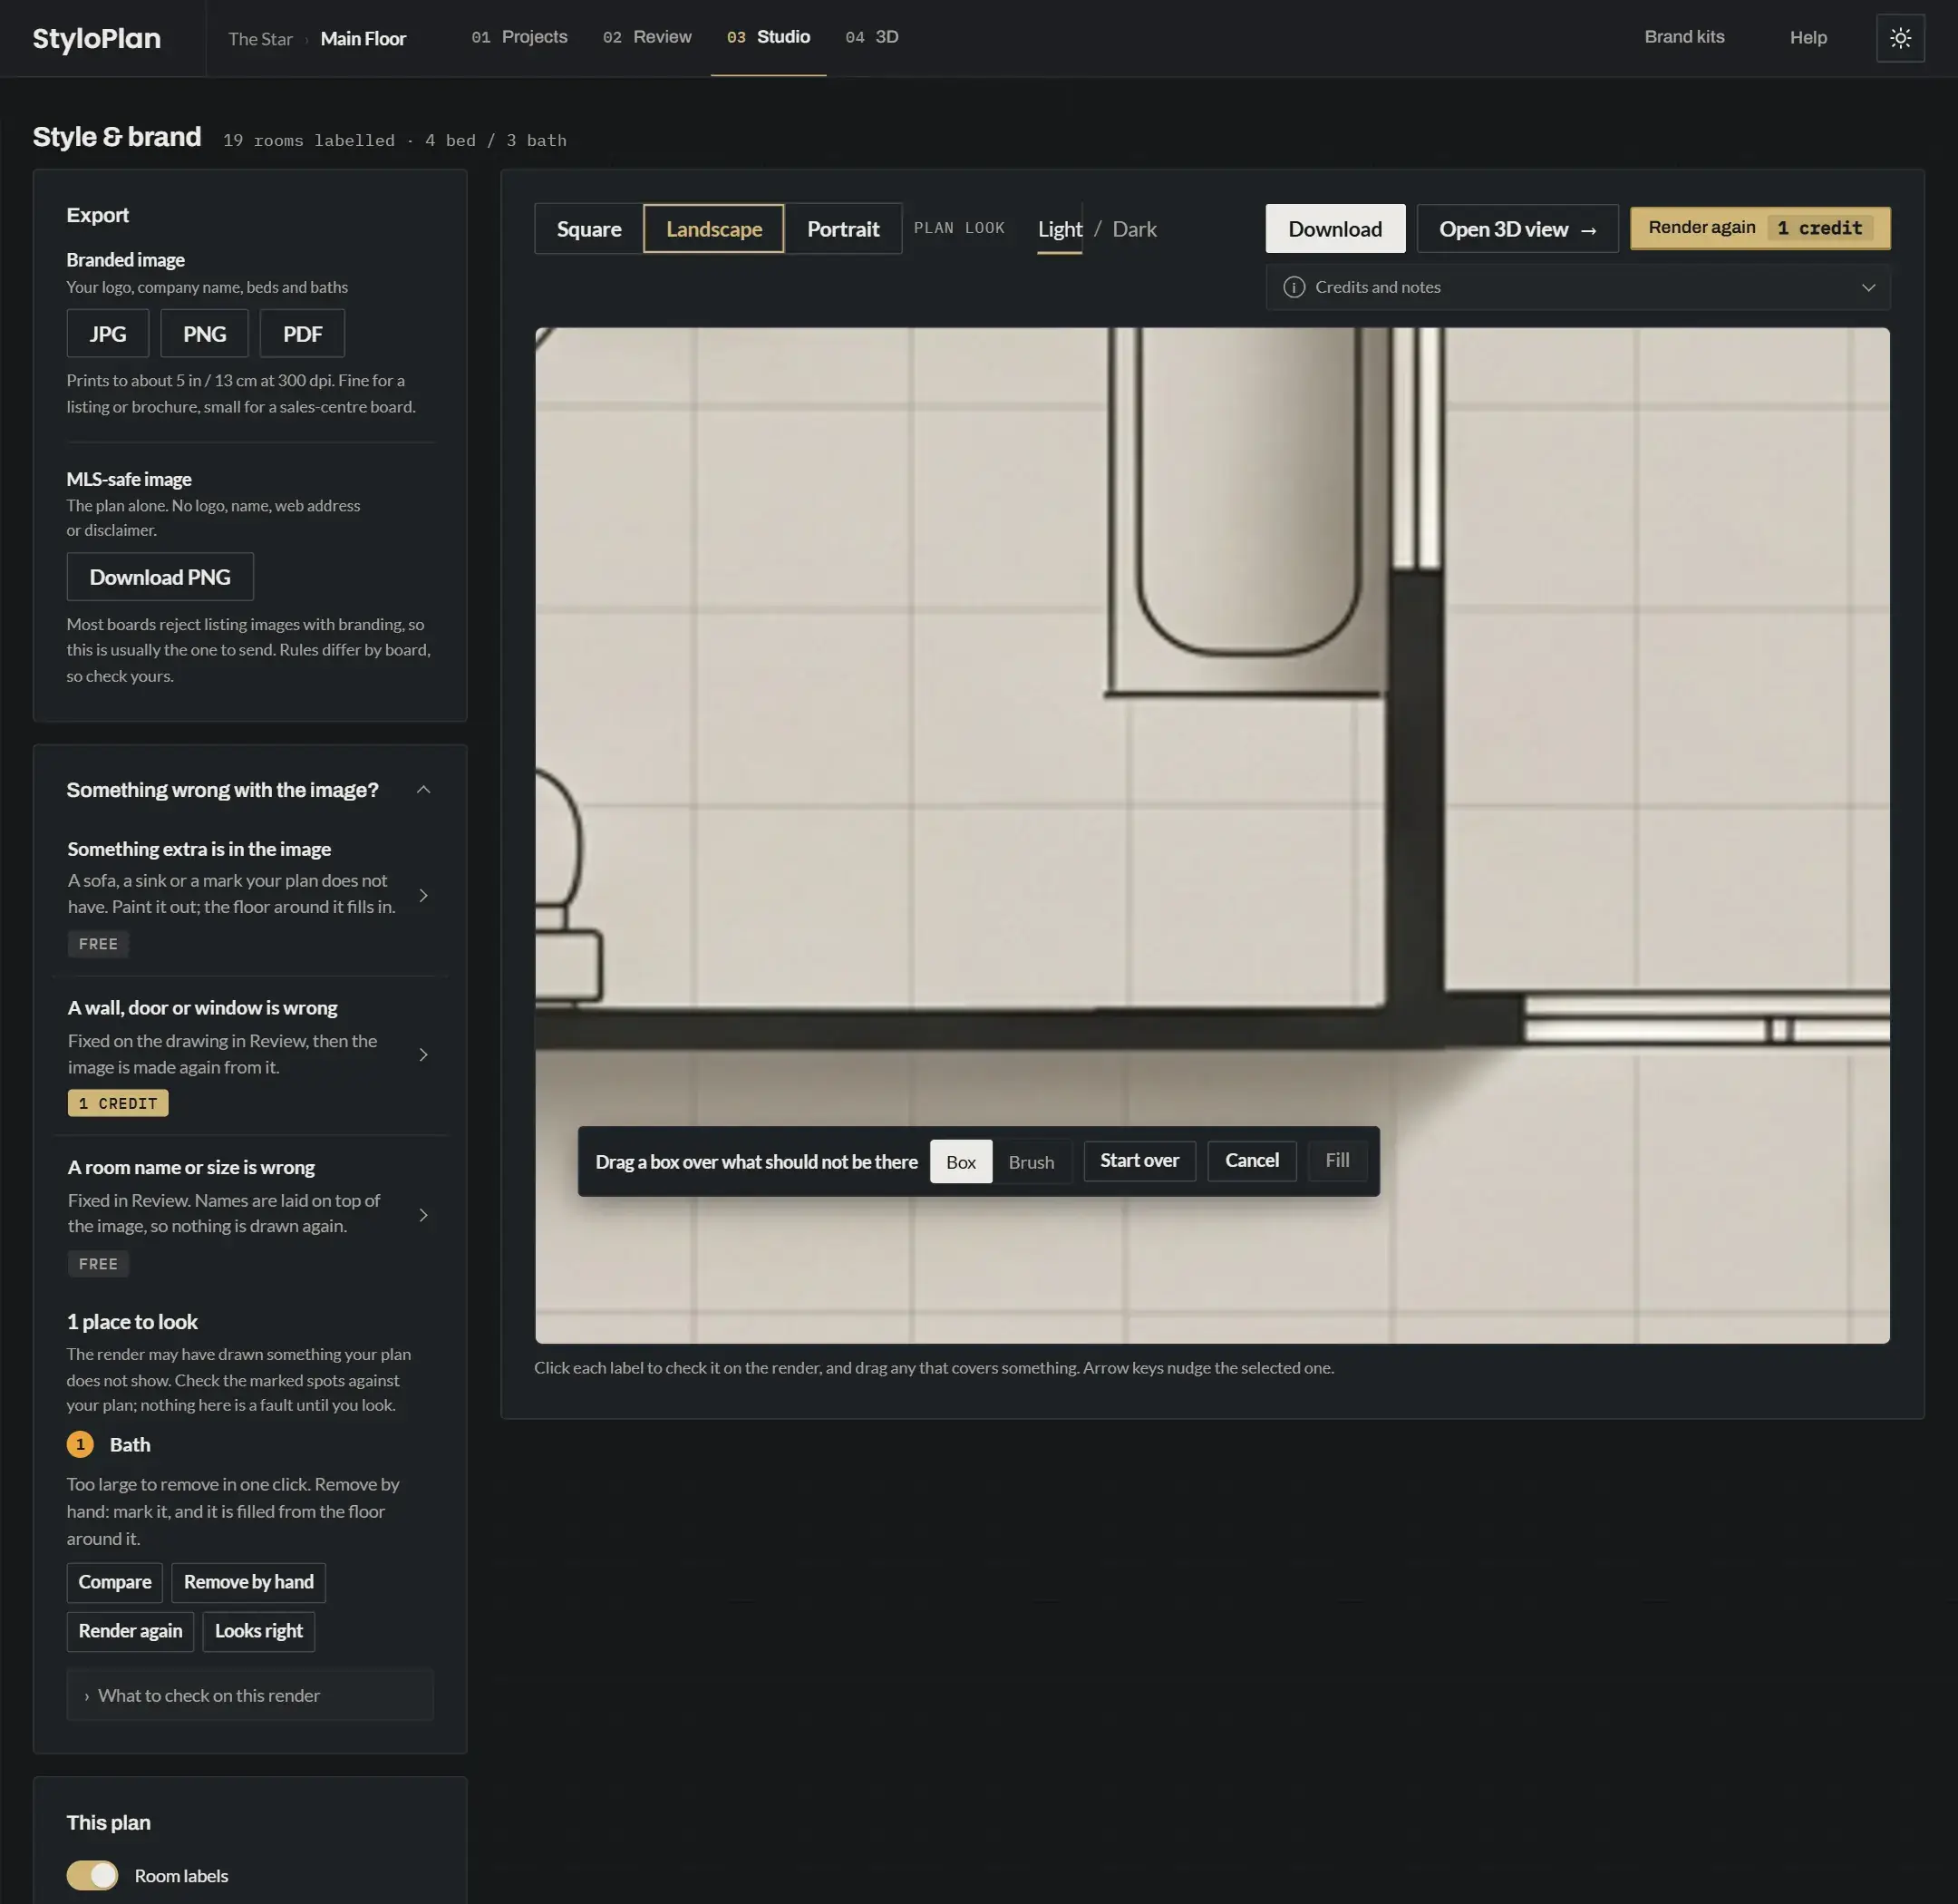 StyloPlan
The Star › Main Floor
01 Projects
02 Review
03 Studio
04 3D
Brand kits
Help
Style & brand
19 rooms labelled · 4 bed / 3 bath
Export
Branded image
Your logo, company name, beds and baths
JPG
PNG
PDF
Prints to about 5 in / 13 cm at 300 dpi. Fine for a
listing or brochure, small for a sales-centre board.
MLS-safe image
The plan alone. No logo, name, web address
or disclaimer.
Download PNG
Most boards reject listing images with branding, so
this is usually the one to send. Rules differ by board,
so check yours.
Something wrong with the image?
Something extra is in the image
A sofa, a sink or a mark your plan does not
have. Paint it out; the floor around it fills in.
FREE
A wall, door or window is wrong
Fixed on the drawing in Review, then the
image is made again from it.
1 CREDIT
A room name or size is wrong
Fixed in Review. Names are laid on top of
the image, so nothing is drawn again.
FREE
1 place to look
The render may have drawn something your plan
does not show. Check the marked spots against
your plan; nothing here is a fault until you look.
1 Bath
Too large to remove in one click. Remove by
hand: mark it, and it is filled from the floor
around it.
Compare
Remove by hand
Render again
Looks right
› What to check on this render
This plan
Room labels
Square
Landscape
Portrait
PLAN LOOK
Light / Dark
Download
Open 3D view →
Render again 1 credit
Credits and notes
Drag a box over what should not be there
Box
Brush
Start over
Cancel
Fill
Click each label to check it on the render, and drag any that covers something. Arrow keys nudge the selected one.